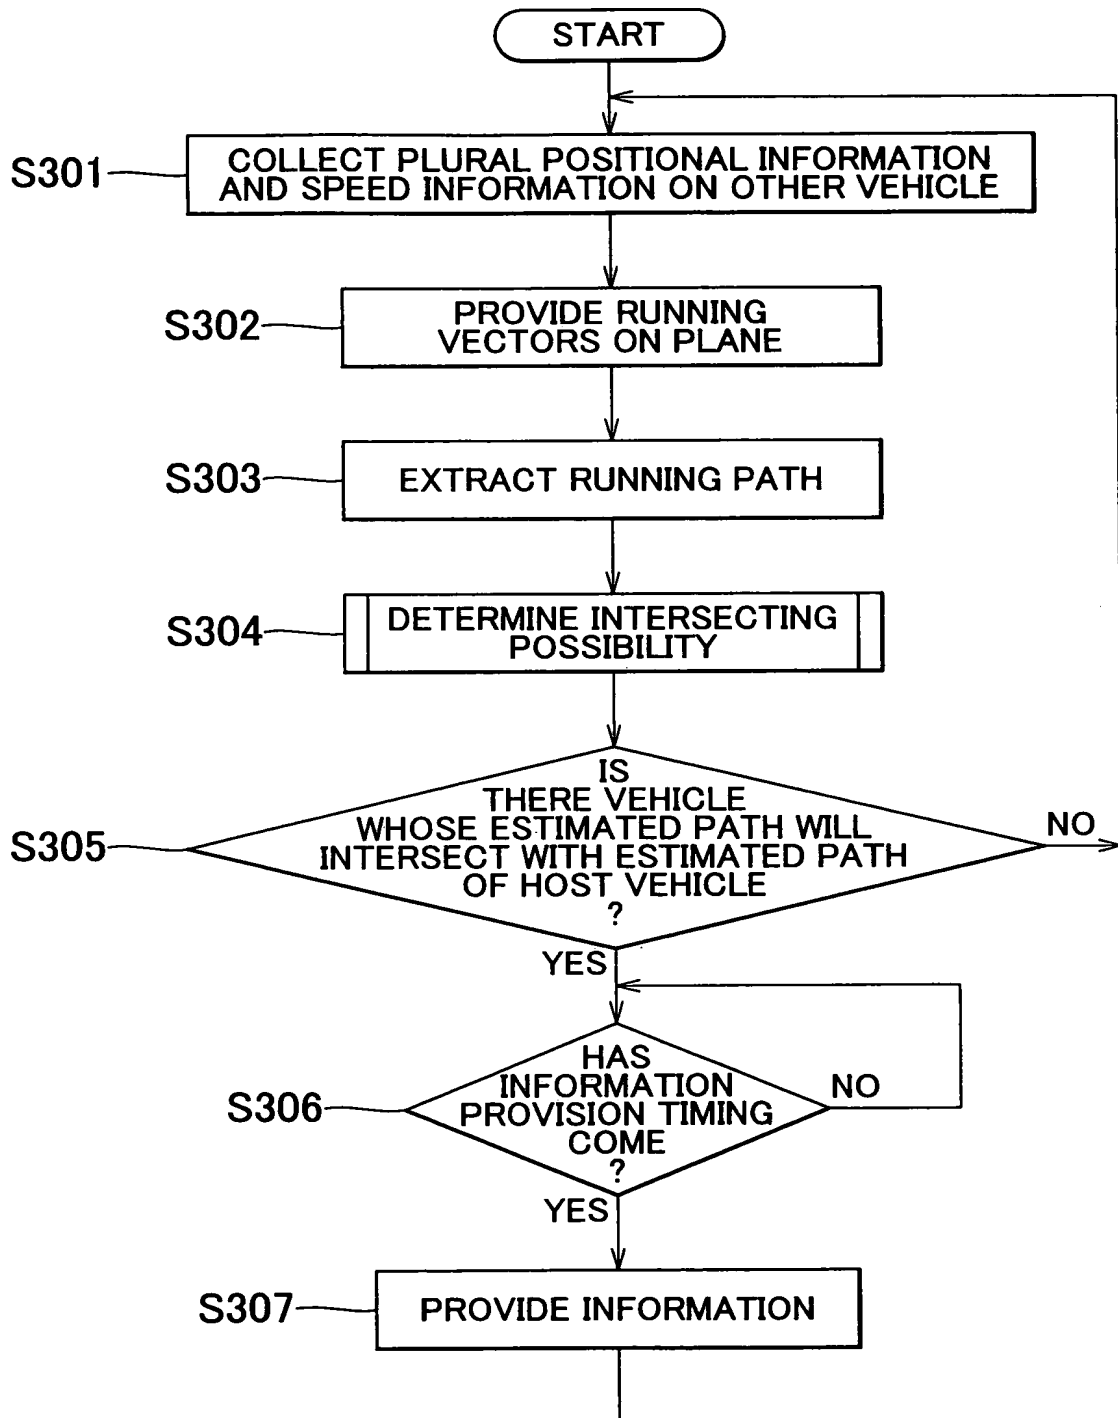 START
S301
COLLECT PLURAL POSITIONAL INFORMATION
AND SPEED INFORMATION ON OTHER VEHICLE
S302
PROVIDE RUNNING
VECTORS ON PLANE
S303
EXTRACT RUNNING PATH
S304
DETERMINE INTERSECTING
POSSIBILITY
S305
IS
THERE VEHICLE
WHOSE ESTIMATED PATH WILL
INTERSECT WITH ESTIMATED PATH
OF HOST VEHICLE
?
NO
YES
S306
HAS
INFORMATION
PROVISION TIMING
COME
?
NO
YES
S307
PROVIDE INFORMATION